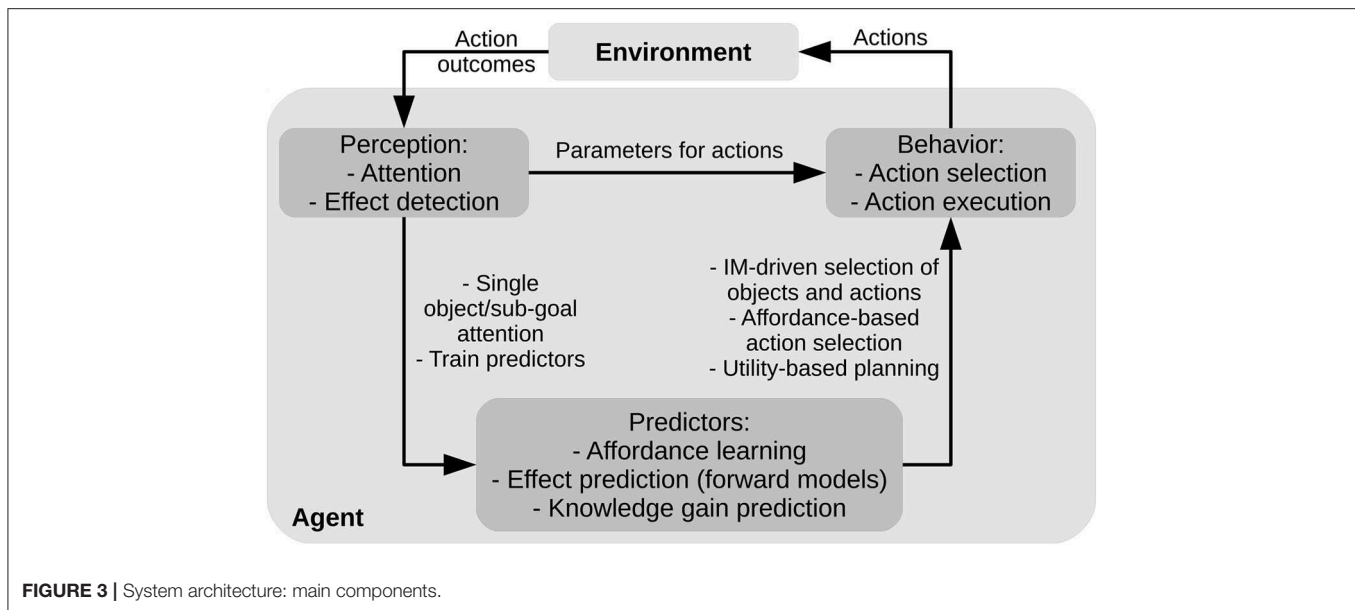 Action
outcomes
Environment
Actions
Perception:
- Attention
- Effect detection
Parameters for actions
Behavior:
- Action selection
- Action execution
- Single
object/sub-goal
attention
- Train predictors
- IM-driven selection of
objects and actions
- Affordance-based
action selection
- Utility-based planning
Predictors:
- Affordance learning
- Effect prediction (forward models)
- Knowledge gain prediction
Agent
FIGURE 3 | System architecture: main components.